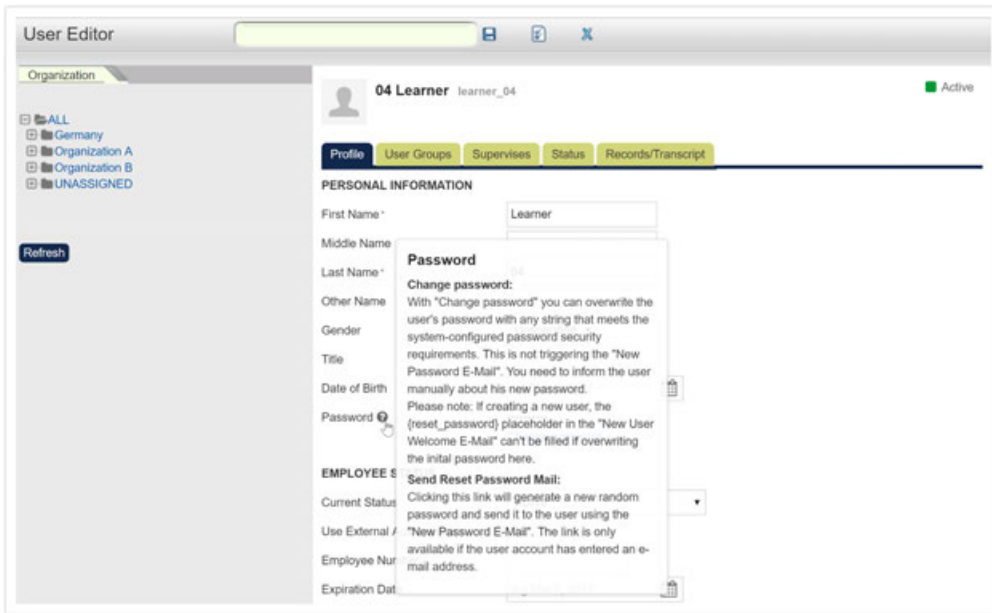 User Editor
Organization
ALL
Germany
Organization A
Organization B
UNASSIGNED
Refresh
04 Learner learner_04
Active
Profile User Groups Supervises Status Records/Transcript
PERSONAL INFORMATION
First Name * Learner
Middle Name
Last Name * 04
Other Name
Gender
Title
Date of Birth
Password
EMPLOYEE S
Current Status
Use External A
Employee Num
Expiration Date
Password
Change password:
With "Change password" you can overwrite the
user's password with any string that meets the
system-configured password security
requirements. This is not triggering the "New
Password E-Mail". You need to inform the user
manually about his new password.
Please note: If creating a new user, the
{reset_password} placeholder in the "New User
Welcome E-Mail" can't be filled if overwriting
the inital password here.
Send Reset Password Mail:
Clicking this link will generate a new random
password and send it to the user using the
"New Password E-Mail". The link is only
available if the user account has entered an e-
mail address.